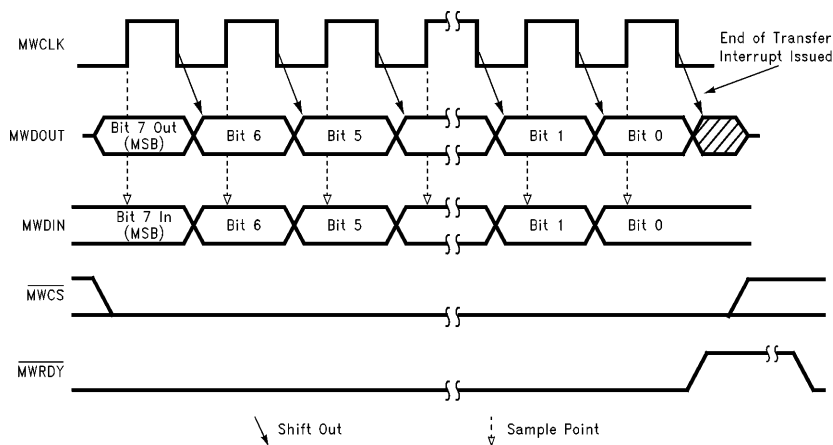 MWCLK
End of Transfer
Interrupt Issued
MWDOUT
Bit 7 Out
(MSB)
Bit 6
Bit 5
Bit 1
Bit 0
MWDIN
Bit 7 In
(MSB)
Bit 6
Bit 5
Bit 1
Bit 0
MWCS
MWRDY
Shift Out
Sample Point